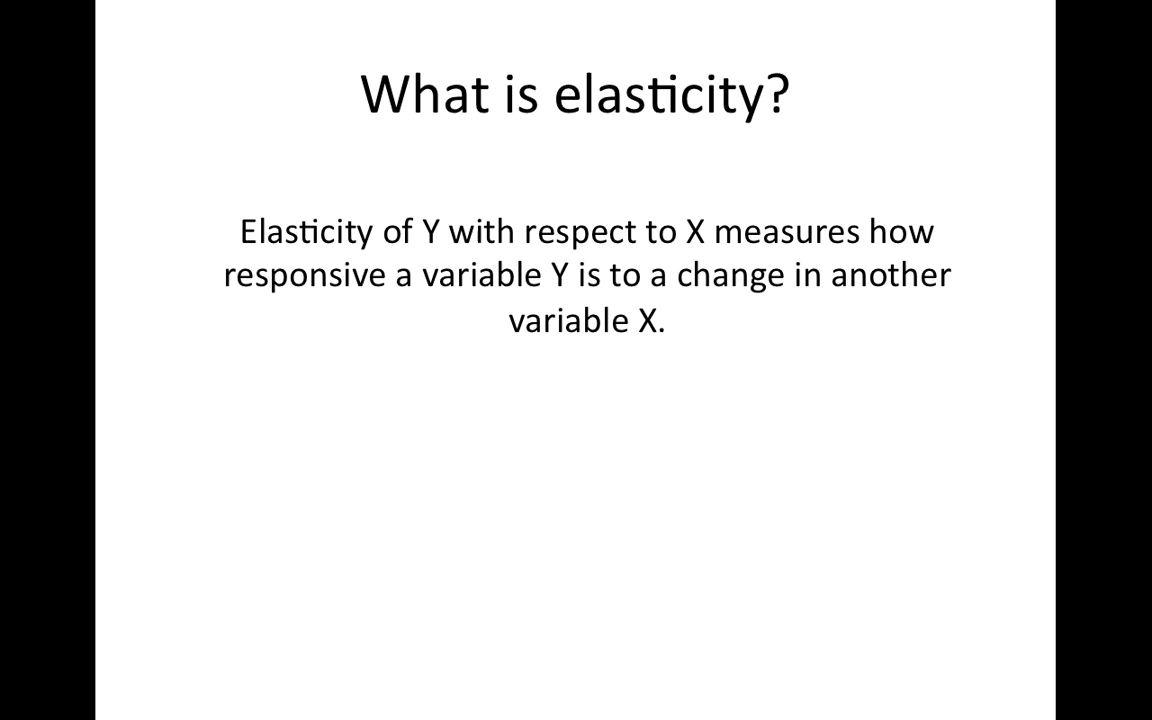 What is elasticity?
Elasticity of Y with respect to X measures how
responsive a variable Y is to a change in another
variable X.